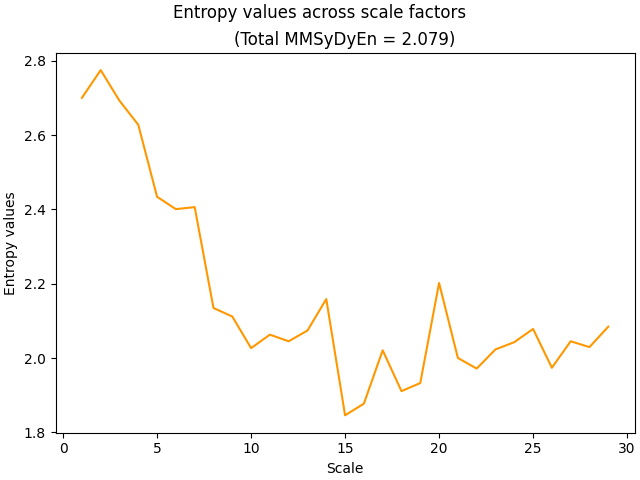 Entropy values across scale factors
(Total MMSyDyEn = 2.079)
2.8
2.6
2.4
2.2
2.0
1.8
Entropy values
0 5 10 15 20 25 30
Scale